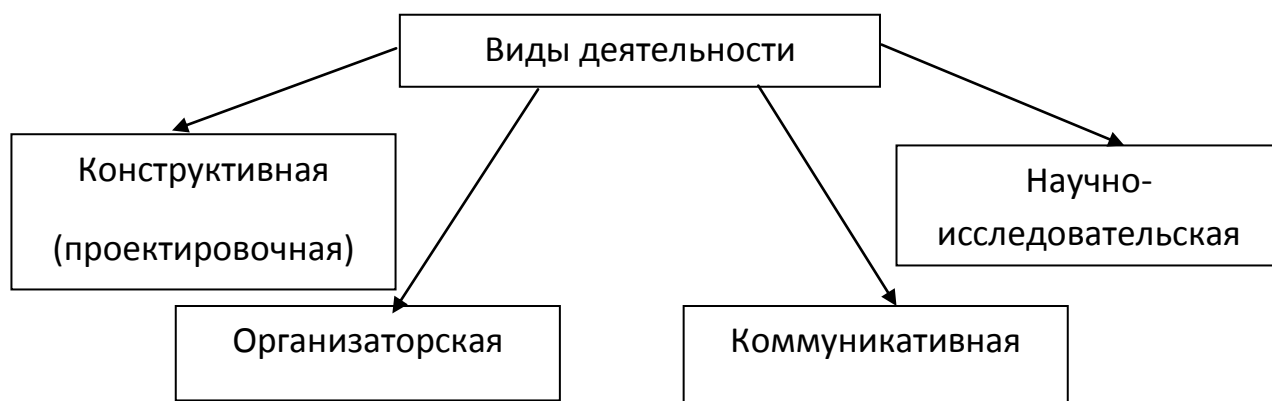 Виды деятельности
Конструктивная
(проектировочная)
Научно-
исследовательская
Организаторская
Коммуникативная